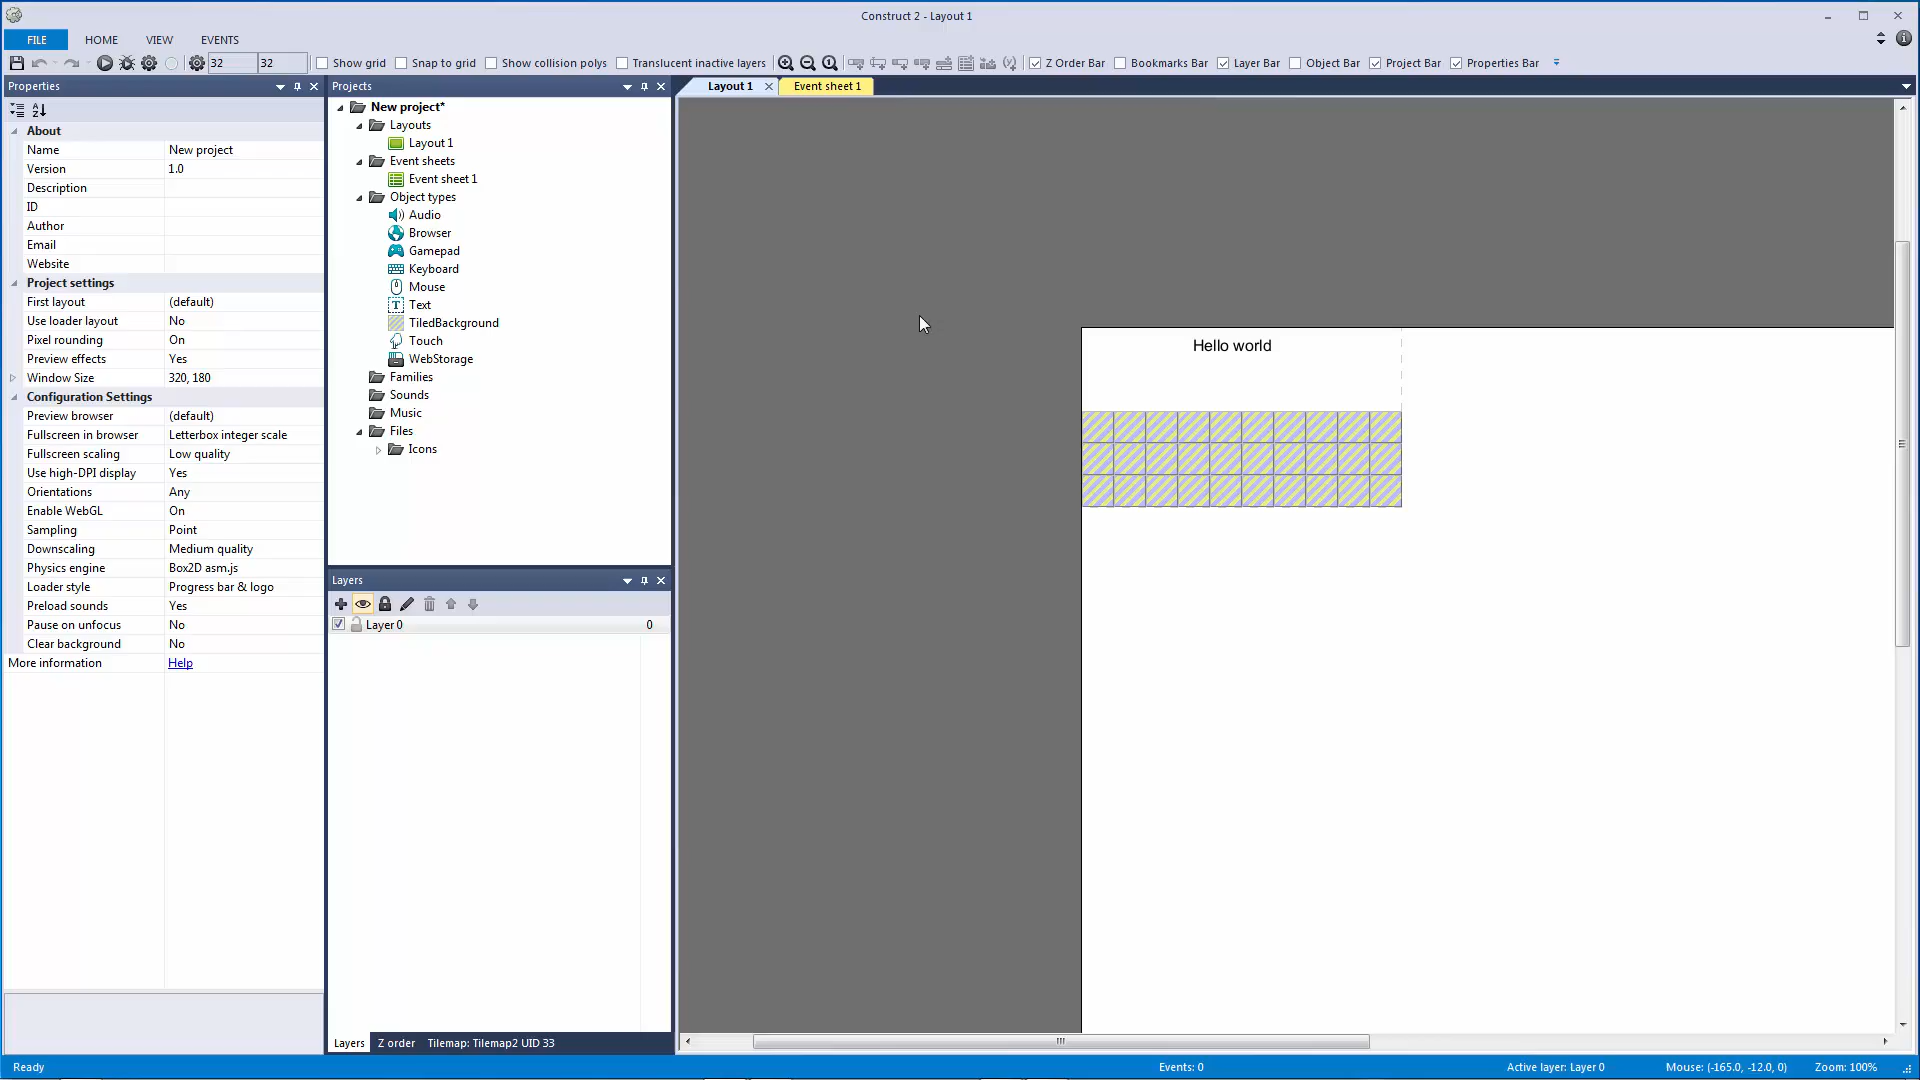 Construct 2 - Layout 1
FILE HOME VIEW EVENTS
32 32 Show grid Snap to grid Show collision polys Translucent inactive layers Z Order Bar Bookmarks Bar Layer Bar Object Bar Project Bar Properties Bar
Properties
About
Name New project
Version 1.0
Description
ID
Author
Email
Website
Project settings
First layout (default)
Use loader layout No
Pixel rounding On
Preview effects Yes
Window Size 320, 180
Configuration Settings
Preview browser (default)
Fullscreen in browser Letterbox integer scale
Fullscreen scaling Low quality
Use high-DPI display Yes
Orientations Any
Enable WebGL On
Sampling Point
Downscaling Medium quality
Physics engine Box2D asm.js
Loader style Progress bar & logo
Preload sounds Yes
Pause on unfocus No
Clear background No
More information Help
Projects
New project*
Layouts
Layout 1
Event sheets
Event sheet 1
Object types
Audio
Browser
Gamepad
Keyboard
Mouse
Text
TiledBackground
Touch
WebStorage
Families
Sounds
Music
Files
Icons
Layers
Layer 0 0
Layers Z order Tilemap: Tilemap2 UID 33
Layout 1 Event sheet 1
Hello world
Ready Events: 0 Active layer: Layer 0 Mouse: (-165.0, -12.0, 0) Zoom: 100%